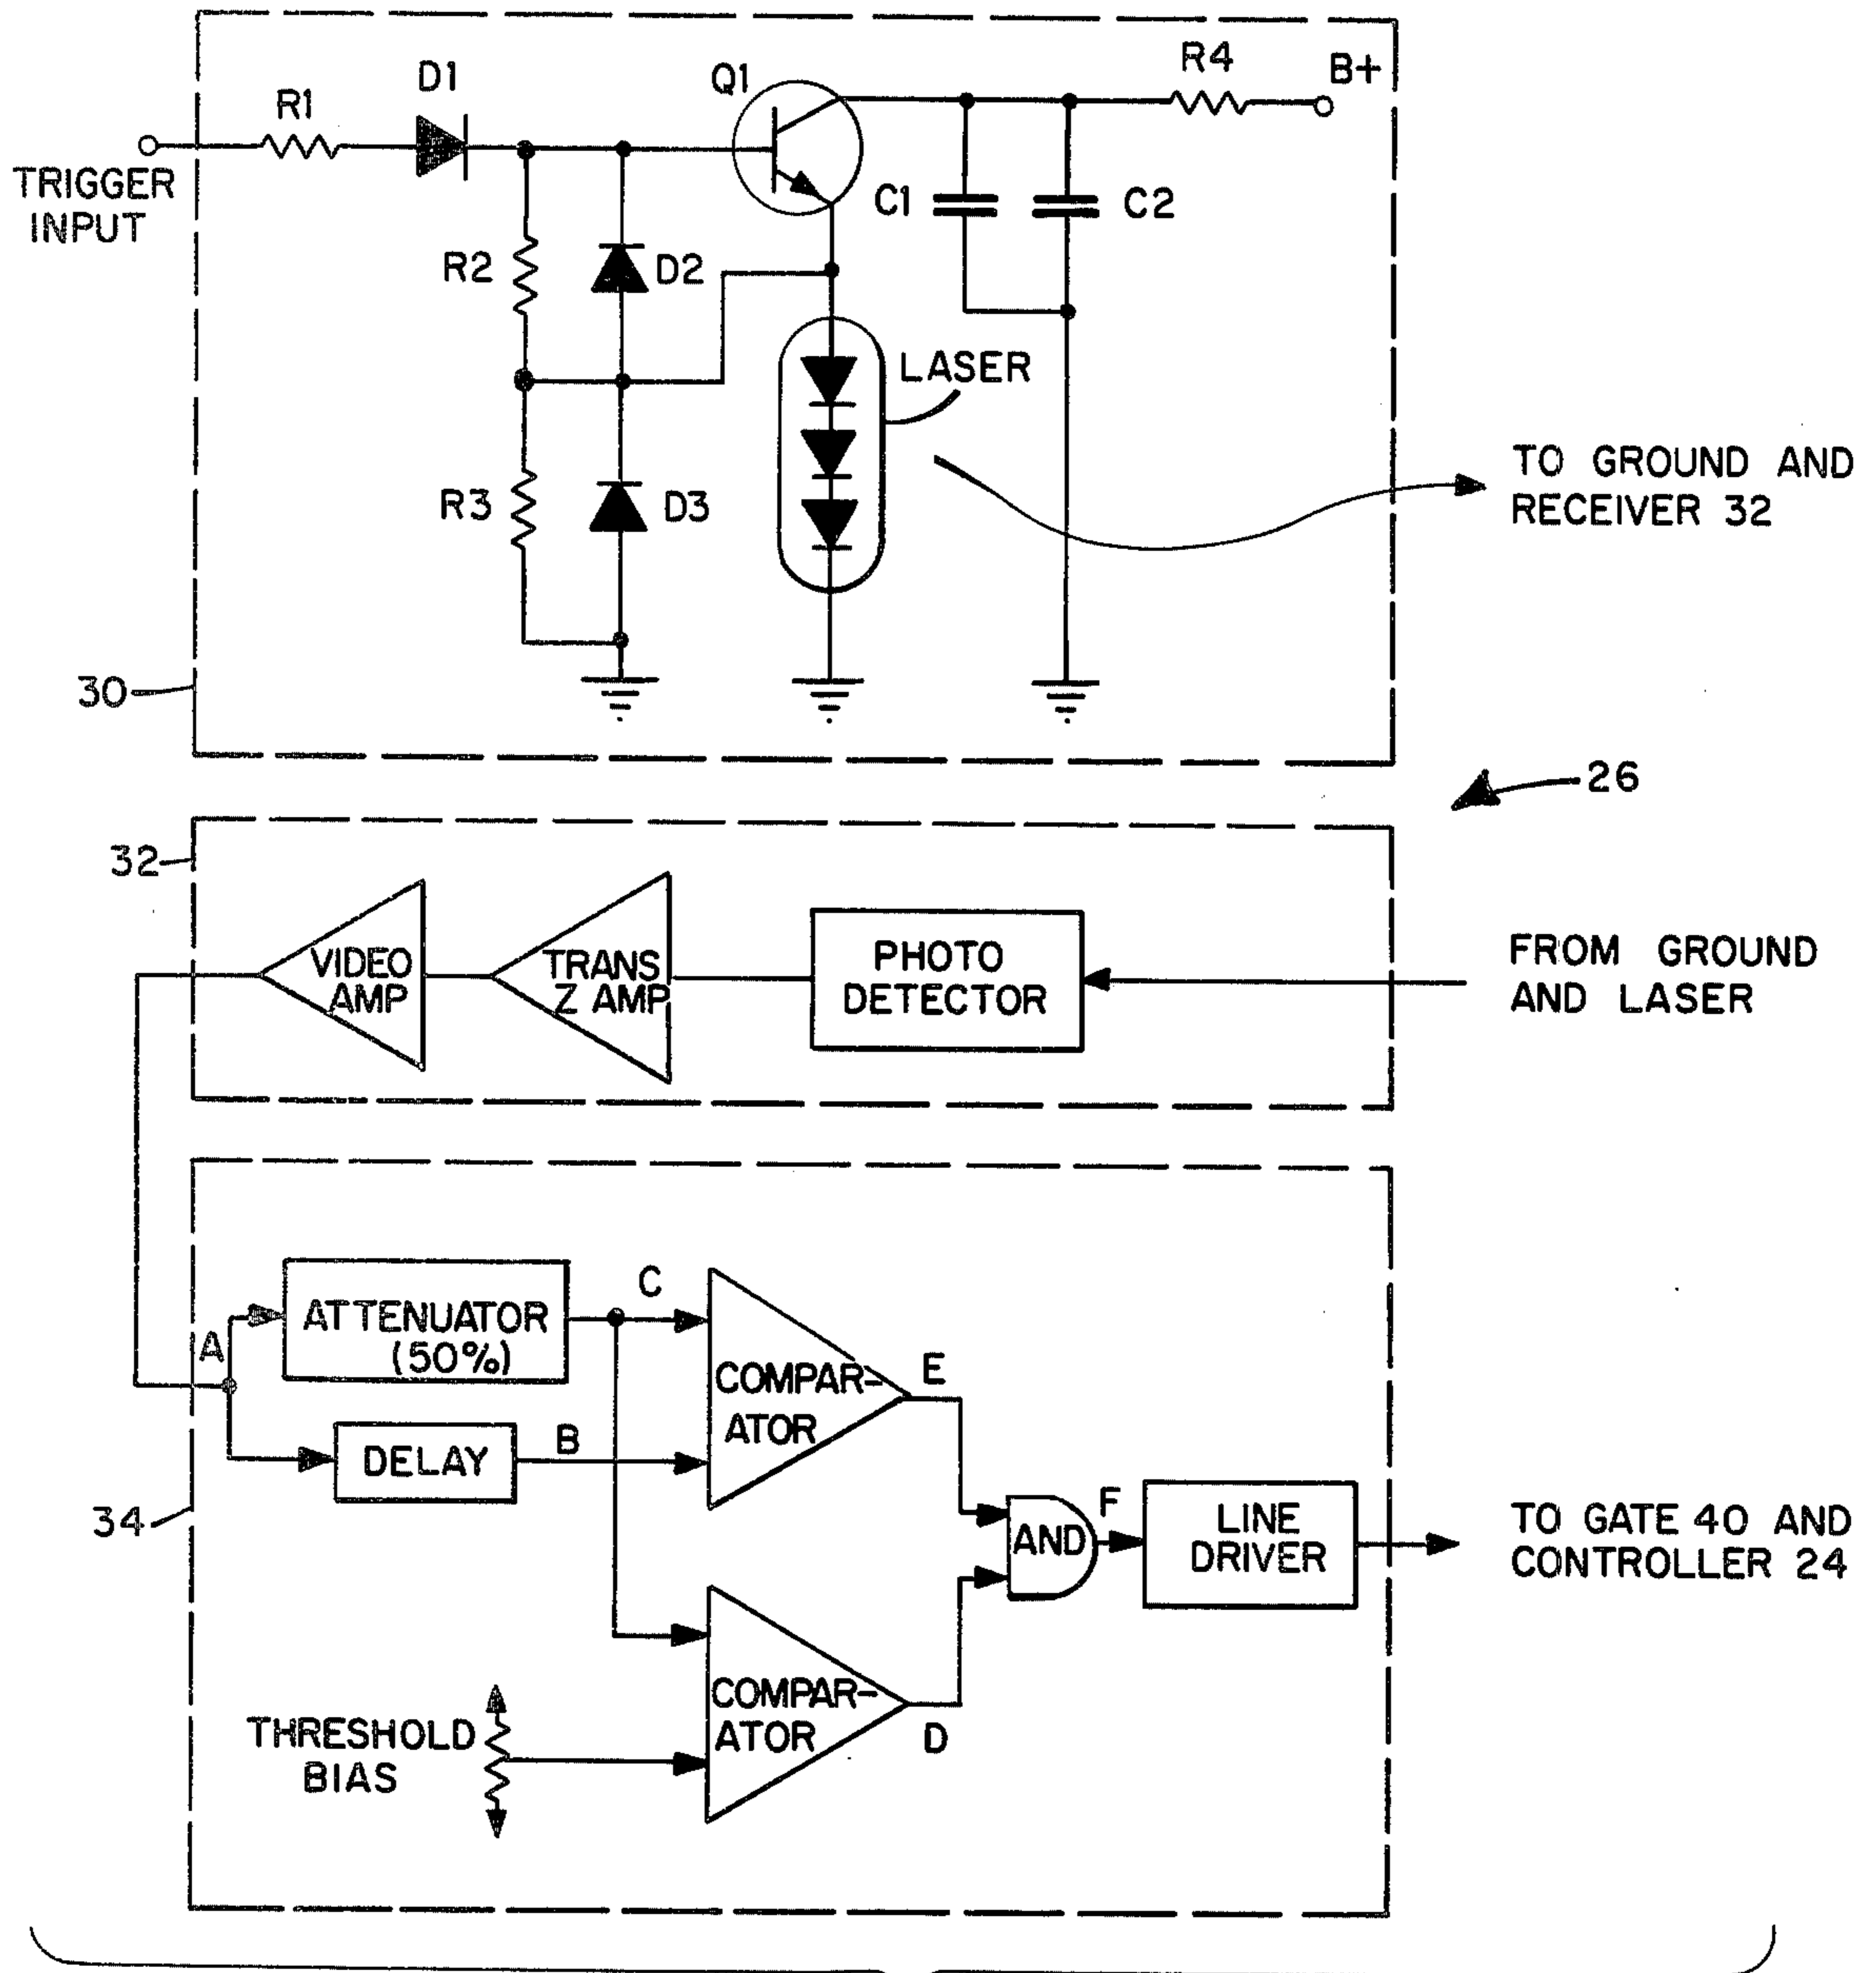 R1
D1
Q1
R4
B+
TRIGGER
INPUT
R2
D2
C1
C2
LASER
R3
D3
TO GROUND AND
RECEIVER 32
30
26
32
VIDEO
AMP
TRANS
Z AMP
PHOTO
DETECTOR
FROM GROUND
AND LASER
A
ATTENUATOR
(50%)
C
COMPAR-
ATOR
E
DELAY
B
34
AND
F
LINE
DRIVER
TO GATE 40 AND
CONTROLLER 24
THRESHOLD
BIAS
COMPAR-
ATOR
D